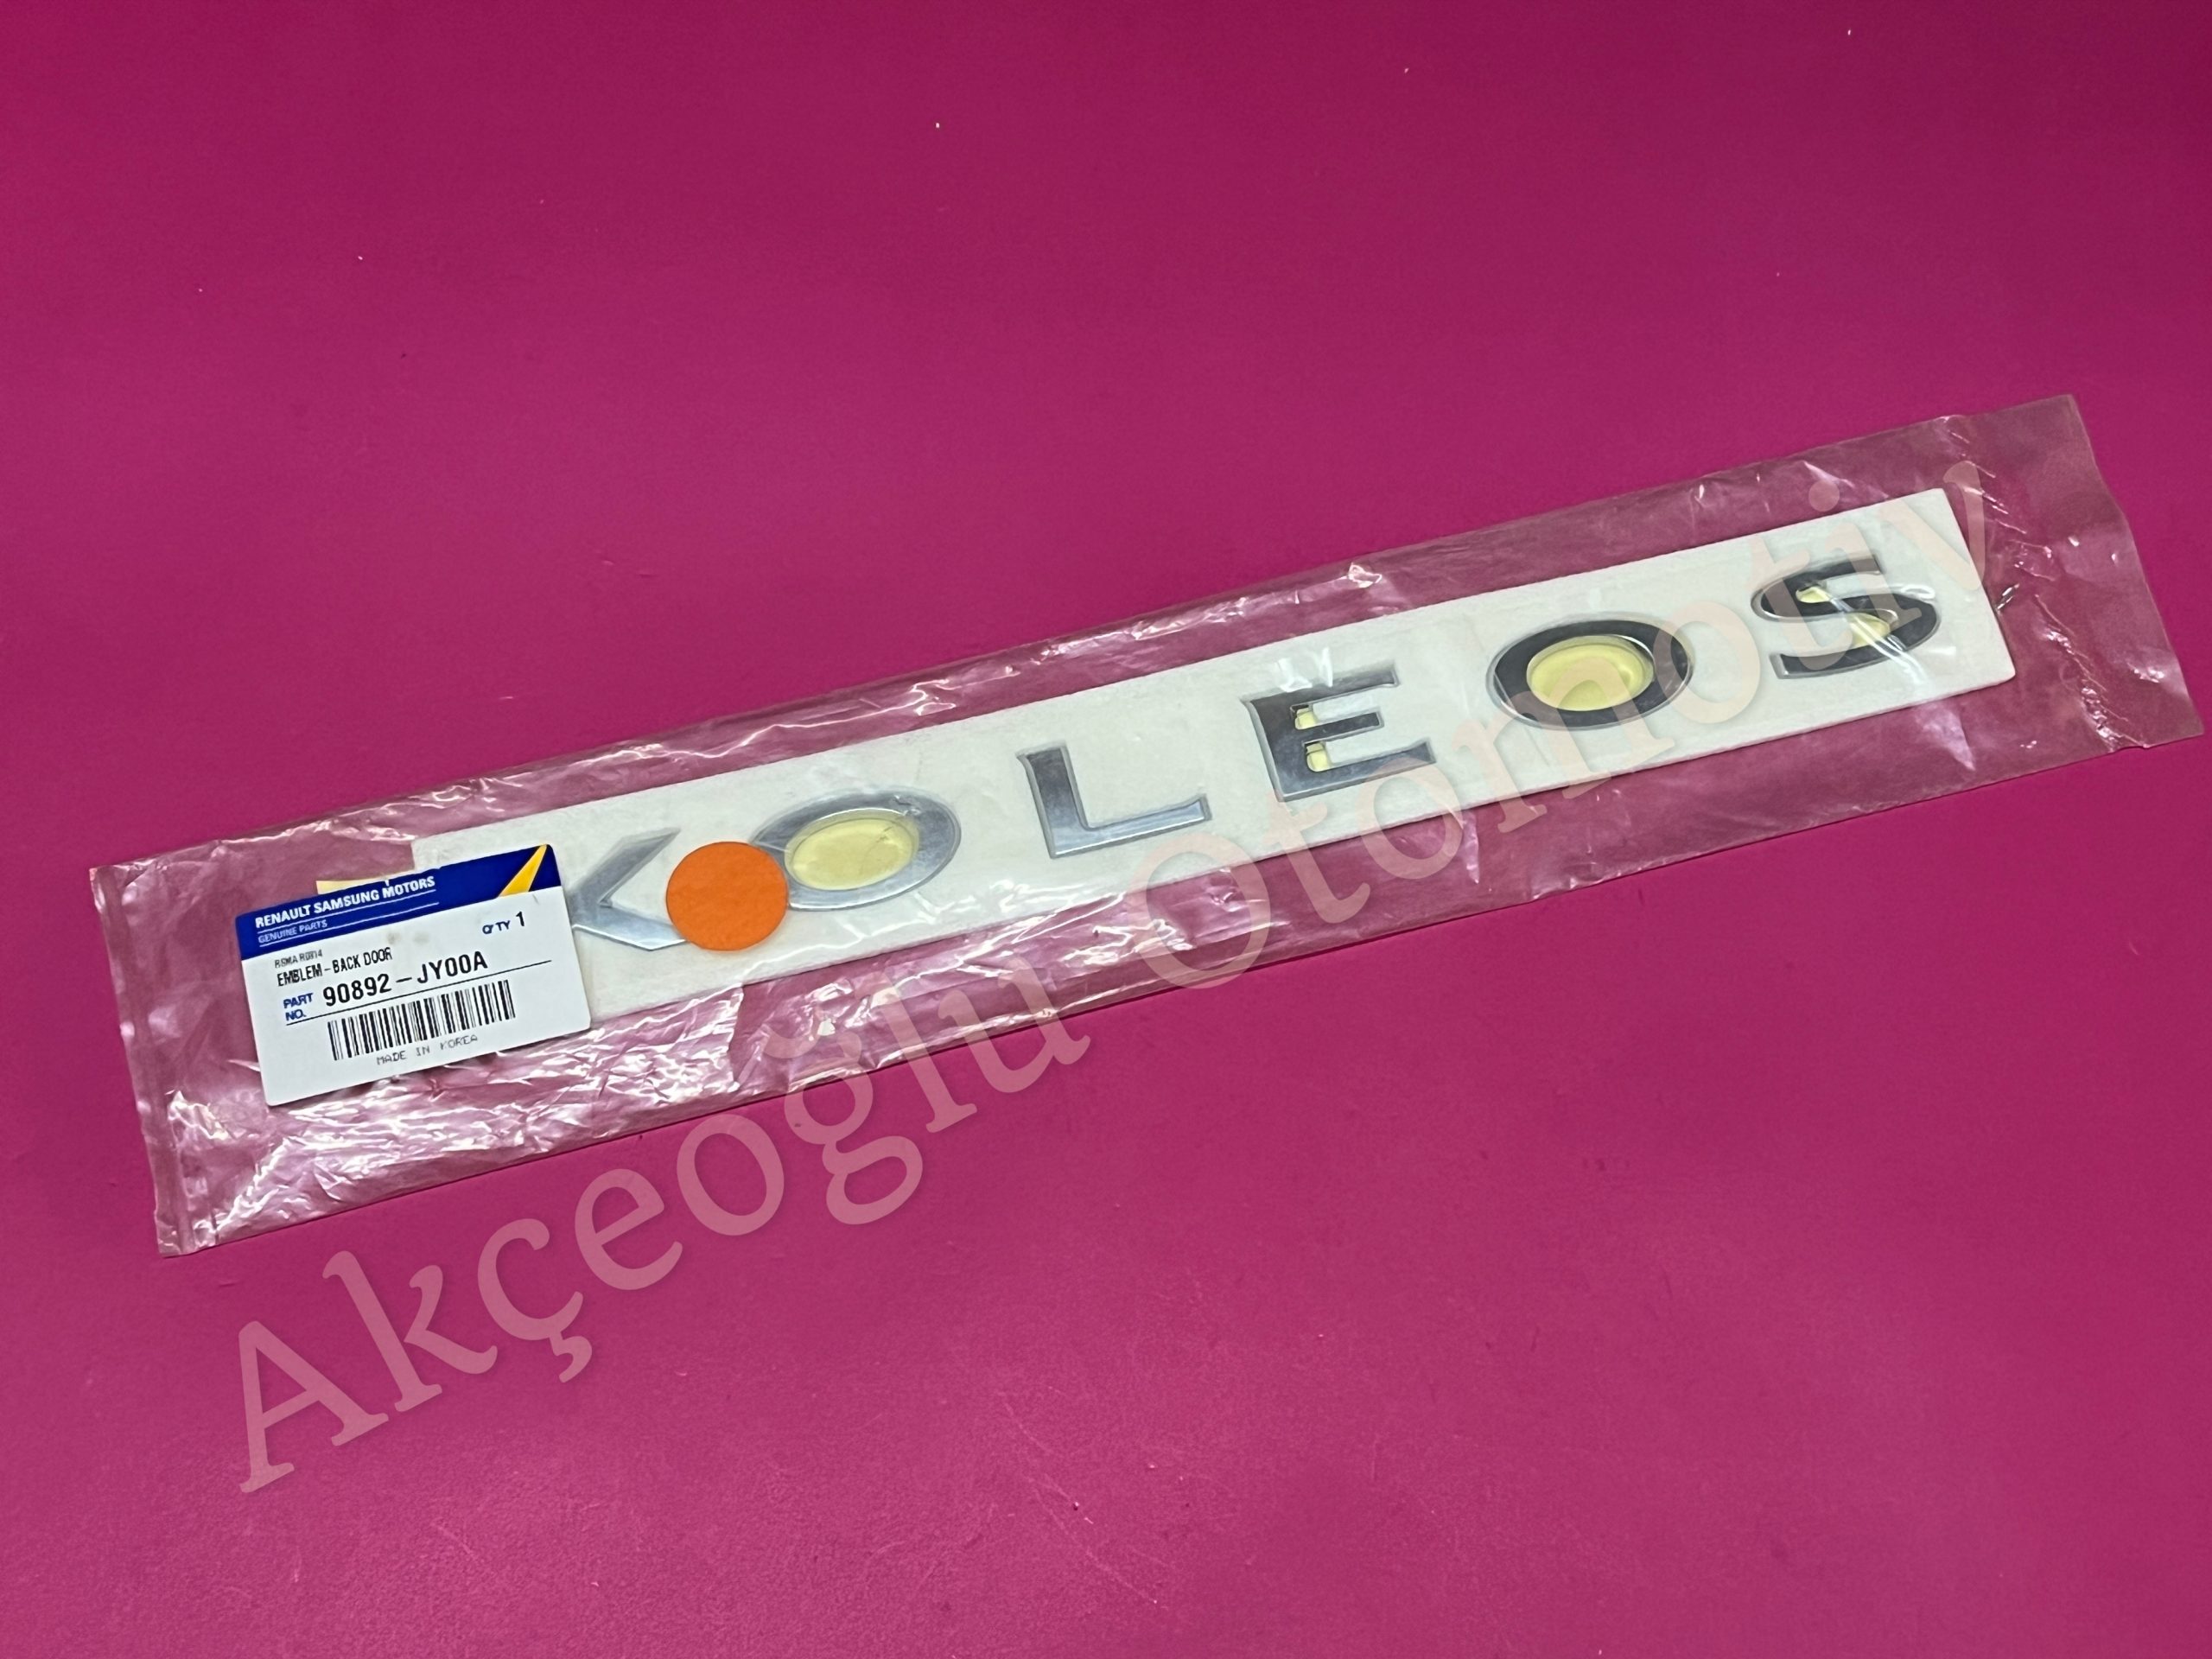 KOLEOS
RENAULT SAMSUNG MOTORS
GENUINE PARTS
Q'TY 1
EMBLEM-BACK DOOR
PART NO. 90892-JY00A
MADE IN KOREA
Akçeoğlu Otomotiv